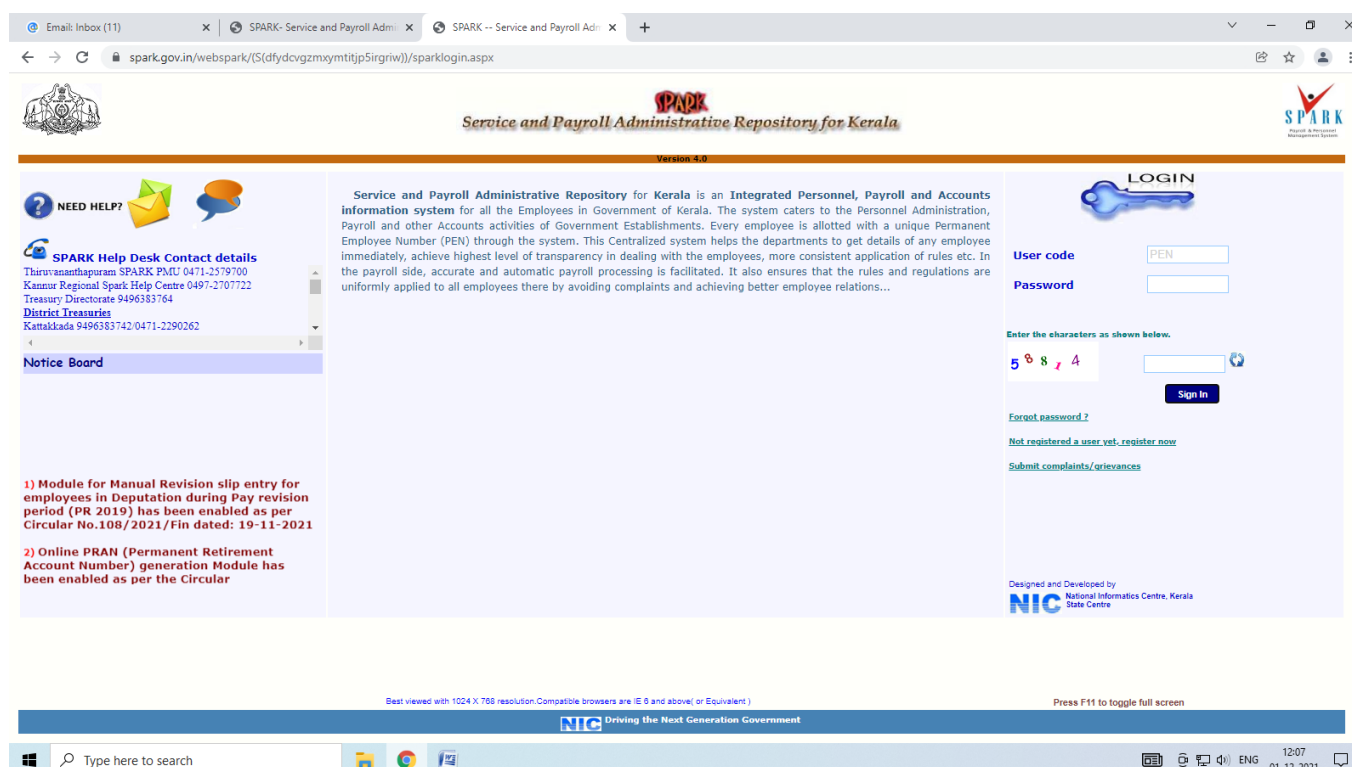 Email: Inbox (11)
SPARK- Service and Payroll Admi
SPARK -- Service and Payroll Adn
spark.gov.in/webspark/(S(dfydcvgzmxymtitjp5irgriw))/sparklogin.aspx
SPARK
Service and Payroll Administrative Repository for Kerala
SPARK
Payroll & Personnel
Management System
Version 4.0
NEED HELP?
SPARK Help Desk Contact details
Thiruvananthapuram SPARK PMU 0471-2579700
Kannur Regional Spark Help Centre 0497-2707722
Treasury Directorate 9496383764
District Treasuries
Kattakkada 9496383742/0471-2290262
Notice Board
1) Module for Manual Revision slip entry for
employees in Deputation during Pay revision
period (PR 2019) has been enabled as per
Circular No.108/2021/Fin dated: 19-11-2021
2) Online PRAN (Permanent Retirement
Account Number) generation Module has
been enabled as per the Circular
Service and Payroll Administrative Repository for Kerala is an Integrated Personnel, Payroll and Accounts
information system for all the Employees in Government of Kerala. The system caters to the Personnel Administration,
Payroll and other Accounts activities of Government Establishments. Every employee is allotted with a unique Permanent
Employee Number (PEN) through the system. This Centralized system helps the departments to get details of any employee
immediately, achieve highest level of transparency in dealing with the employees, more consistent application of rules etc. In
the payroll side, accurate and automatic payroll processing is facilitated. It also ensures that the rules and regulations are
uniformly applied to all employees there by avoiding complaints and achieving better employee relations...
LOGIN
User code PEN
Password
Enter the characters as shown below.
5 8 8 1 4
Sign In
Forgot password ?
Not registered a user yet, register now
Submit complaints/grievances
Designed and Developed by
NIC National Informatics Centre, Kerala
State Centre
Best viewed with 1024 X 768 resolution.Compatible browsers are IE 6 and above( or Equivalent )
Press F11 to toggle full screen
NIC Driving the Next Generation Government
Type here to search
ENG
12:07
01-12-2021